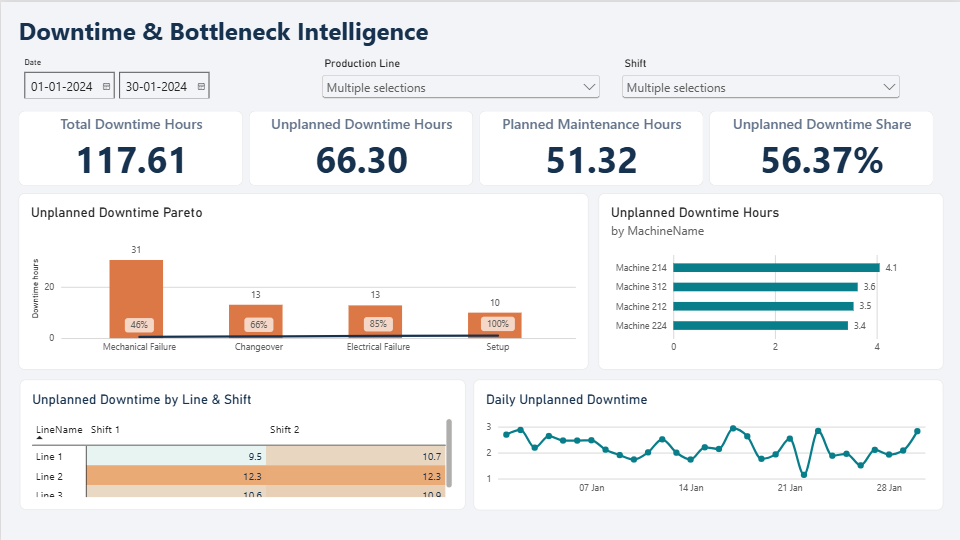 Downtime & Bottleneck Intelligence
Date
01-01-2024
30-01-2024
Production Line
Multiple selections
Shift
Multiple selections
Total Downtime Hours
117.61
Unplanned Downtime Hours
66.30
Planned Maintenance Hours
51.32
Unplanned Downtime Share
56.37%
Unplanned Downtime Pareto
Downtime hours
20
0
31
13
13
10
46%
66%
85%
100%
Mechanical Failure
Changeover
Electrical Failure
Setup
Unplanned Downtime Hours
by MachineName
Machine 214 4.1
Machine 312 3.6
Machine 212 3.5
Machine 224 3.4
0 2 4
Unplanned Downtime by Line & Shift
LineName Shift 1 Shift 2
Line 1 9.5 10.7
Line 2 12.3 12.3
Line 3 10.6 10.9
Daily Unplanned Downtime
3
2
1
07 Jan 14 Jan 21 Jan 28 Jan